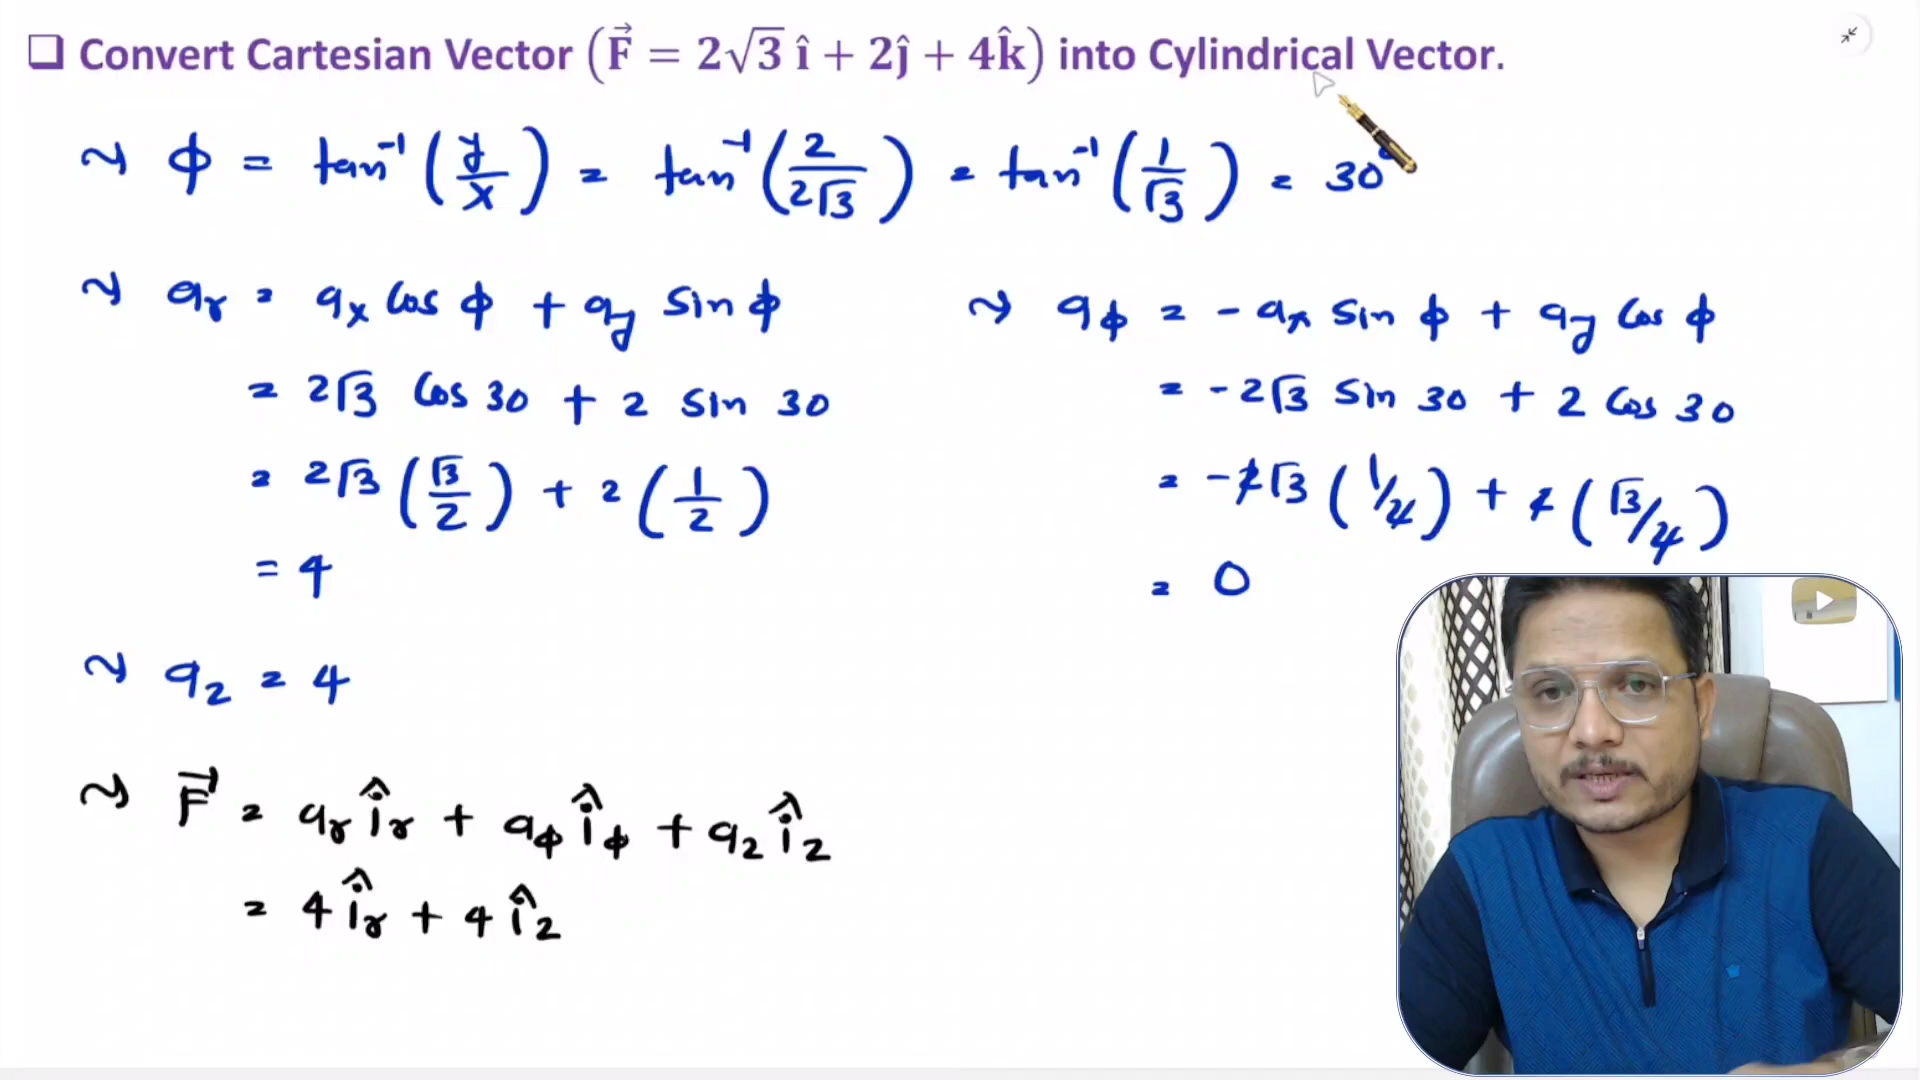 ❑ Convert Cartesian Vector (F⃗ = 2√3 î + 2ĵ + 4k̂) into Cylindrical Vector.
~ ϕ = tan⁻¹(y/x) = tan⁻¹(2/2√3) = tan⁻¹(1/√3) = 30°
~ ar = ax cos ϕ + ay sin ϕ
= 2√3 cos 30 + 2 sin 30
= 2√3 (√3/2) + 2 (1/2)
= 4
~ aϕ = - ax sin ϕ + ay cos ϕ
= -2√3 sin 30 + 2 cos 30
= -2√3 (1/2) + 2 (√3/2)
= 0
~ az = 4
~ F⃗ = ar îr + aϕ îϕ + az îz
= 4 îr + 4 îz